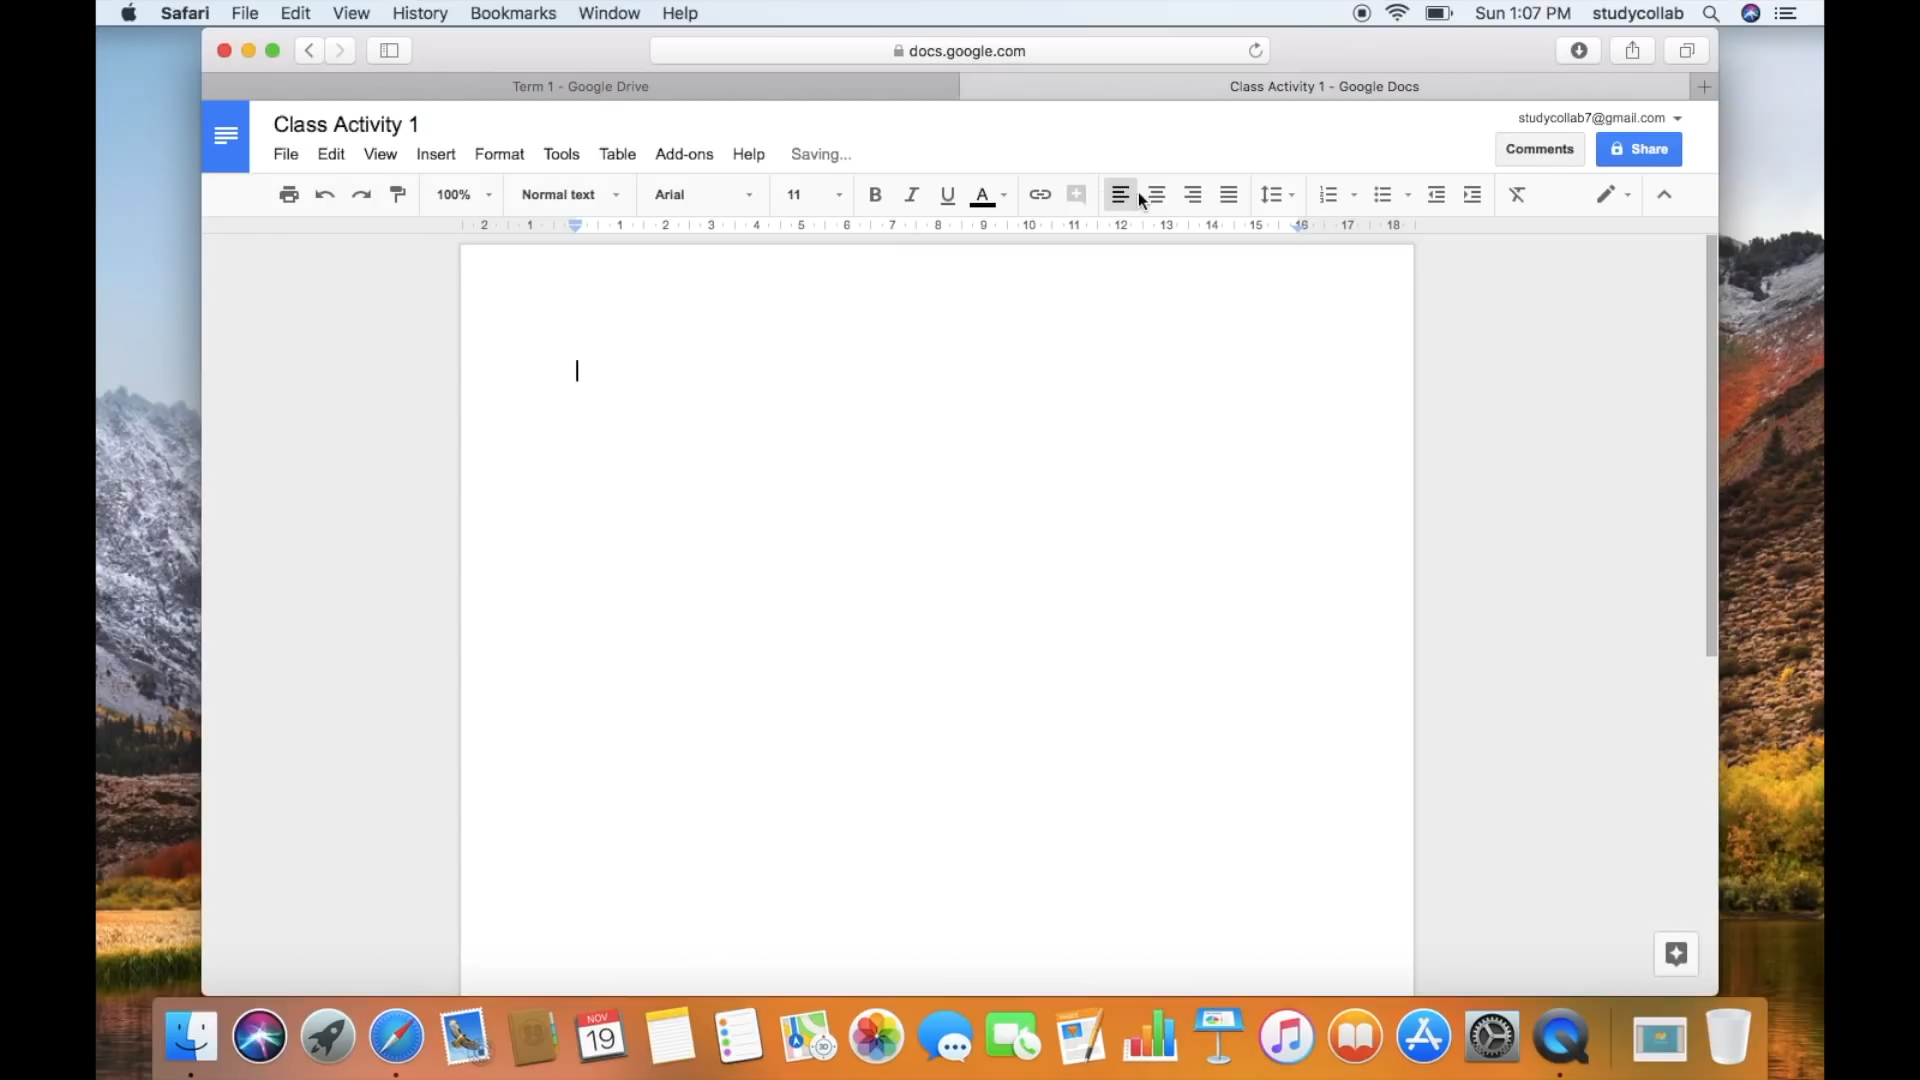 Safari File Edit View History Bookmarks Window Help Sun 1:07 PM studycollab
docs.google.com
Term 1 - Google Drive Class Activity 1 - Google Docs
Class Activity 1 studycollab7@gmail.com
File Edit View Insert Format Tools Table Add-ons Help Saving... Comments Share
100% Normal text Arial 11 B I U A
2 1 1 2 3 4 5 6 7 8 9 10 11 12 13 14 15 16 17 18
NOV
19
3D